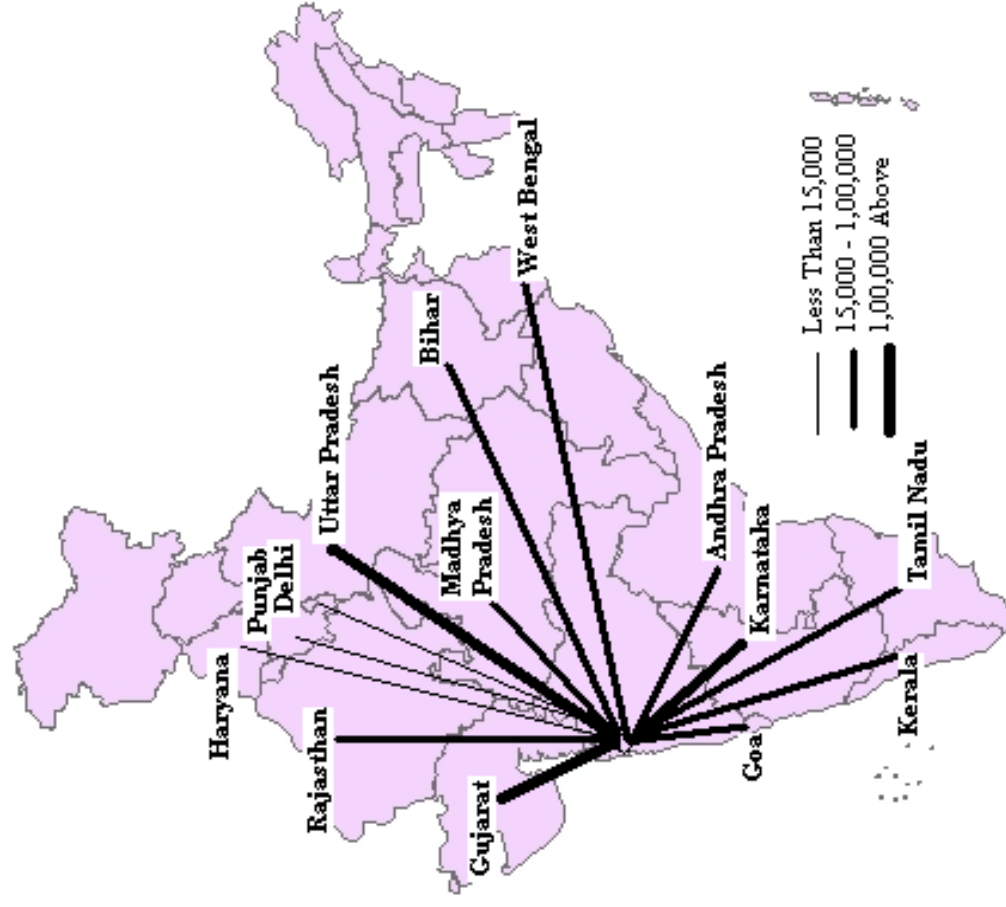 Haryana
Punjab
Delhi
Uttar Pradesh
Rajasthan
Gujarat
Madhya
Pradesh
Bihar
West Bengal
Andhra Pradesh
Karnataka
Goa
Kerala
Tamil Nadu
Less Than 15,000
15,000 - 1,00,000
1,00,000 Above